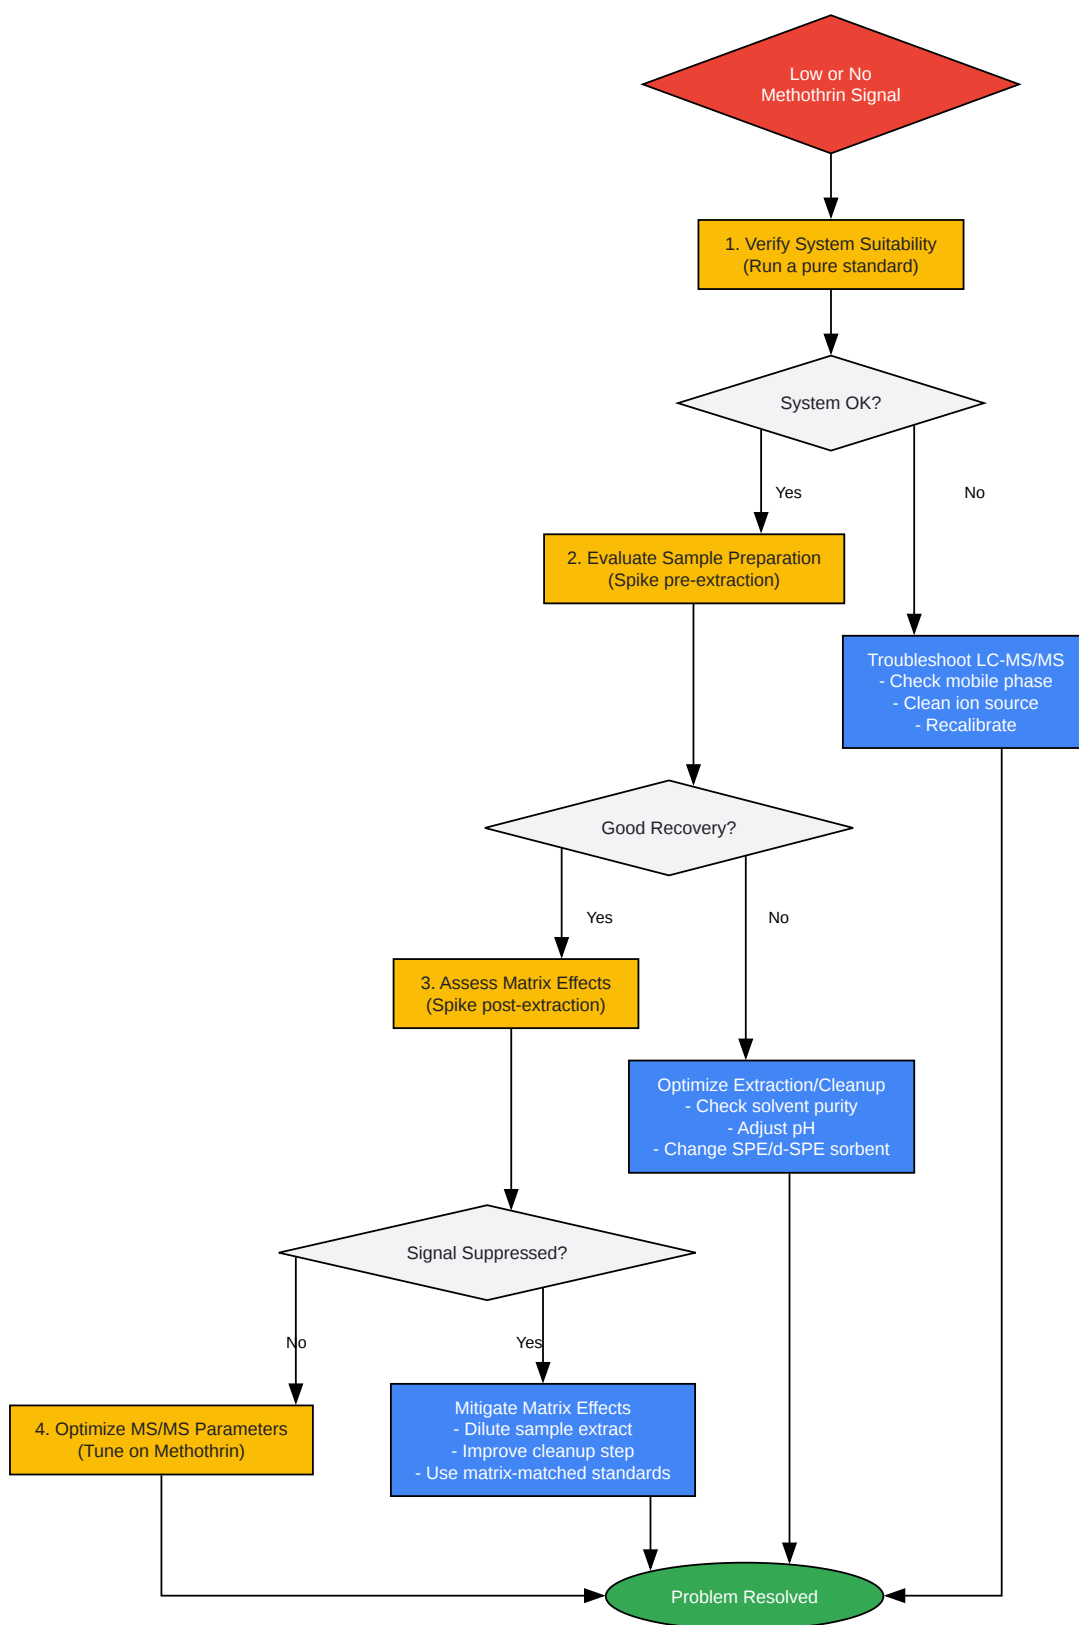 Low or No
Methothrin Signal
1. Verify System Suitability
(Run a pure standard)
System OK?
Yes
No
2. Evaluate Sample Preparation
(Spike pre-extraction)
Troubleshoot LC-MS/MS
- Check mobile phase
- Clean ion source
- Recalibrate
Good Recovery?
Yes
No
3. Assess Matrix Effects
(Spike post-extraction)
Optimize Extraction/Cleanup
- Check solvent purity
- Adjust pH
- Change SPE/d-SPE sorbent
Signal Suppressed?
No
Yes
4. Optimize MS/MS Parameters
(Tune on Methothrin)
Mitigate Matrix Effects
- Dilute sample extract
- Improve cleanup step
- Use matrix-matched standards
Problem Resolved